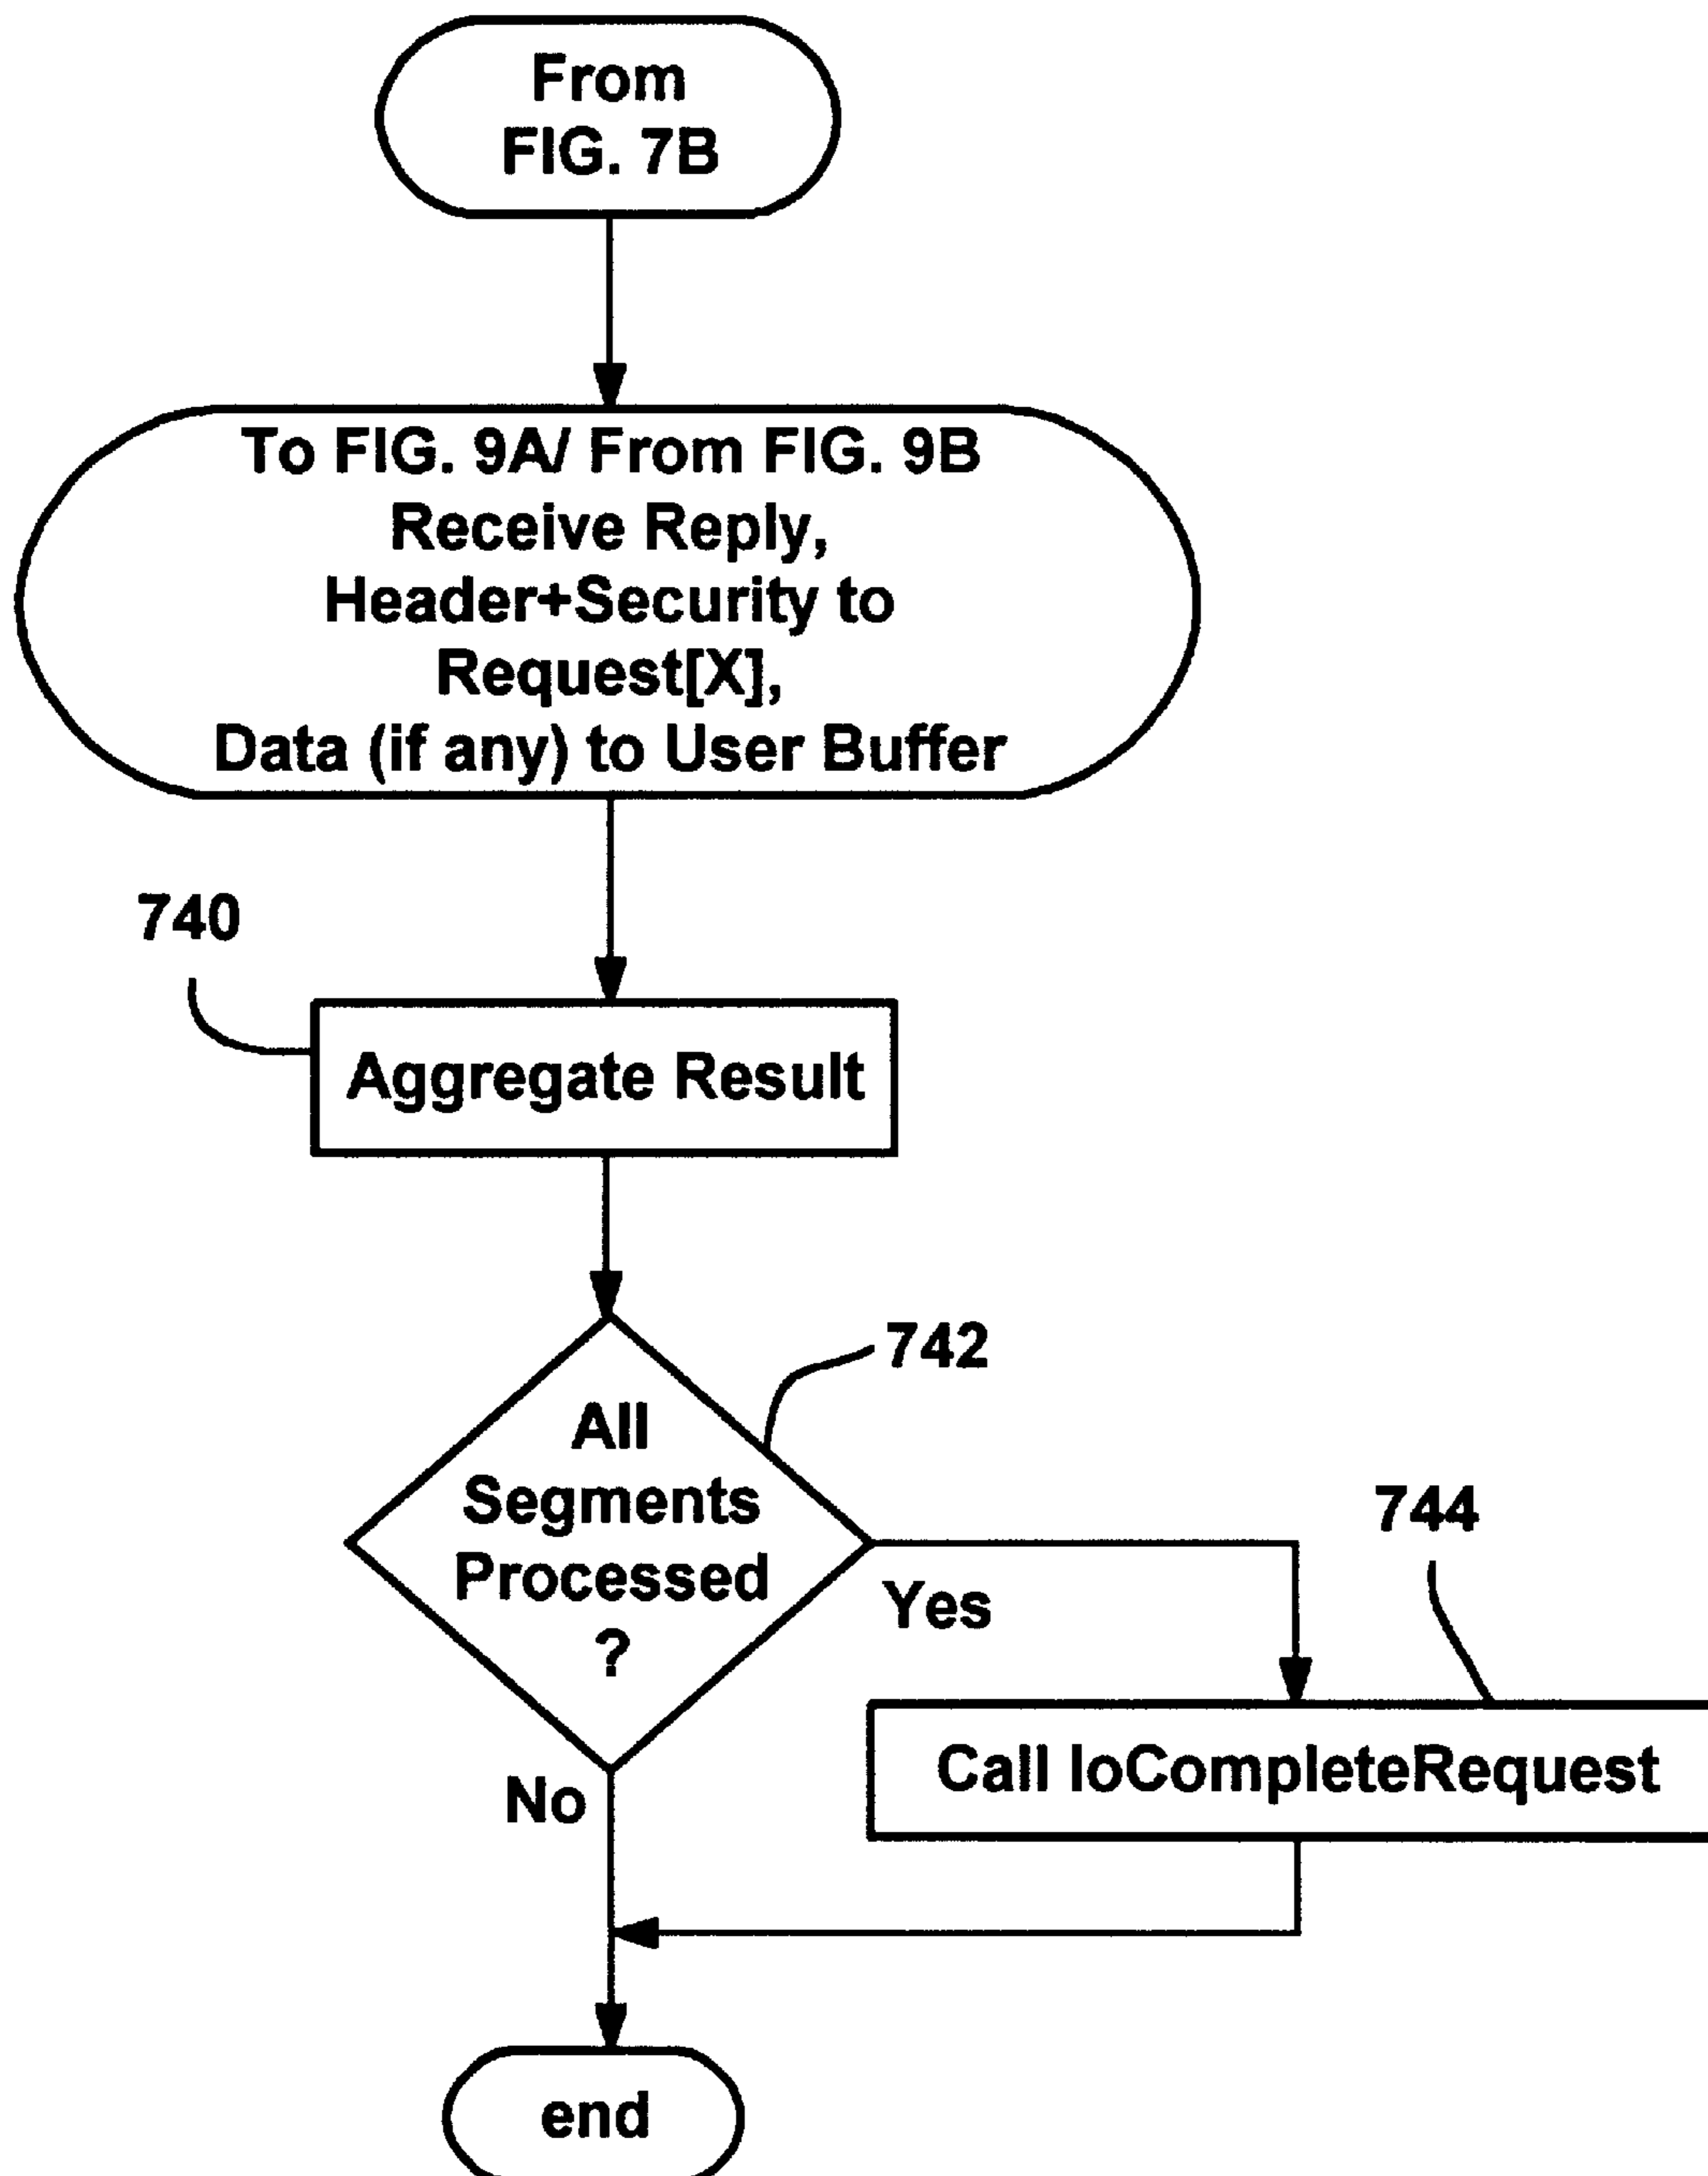 From
FIG. 7B
To FIG. 9A/ From FIG. 9B
Receive Reply,
Header+Security to
Request[X],
Data (if any) to User Buffer
740
Aggregate Result
742
All
Segments
Processed
?
744
Yes
Call IoCompleteRequest
No
end